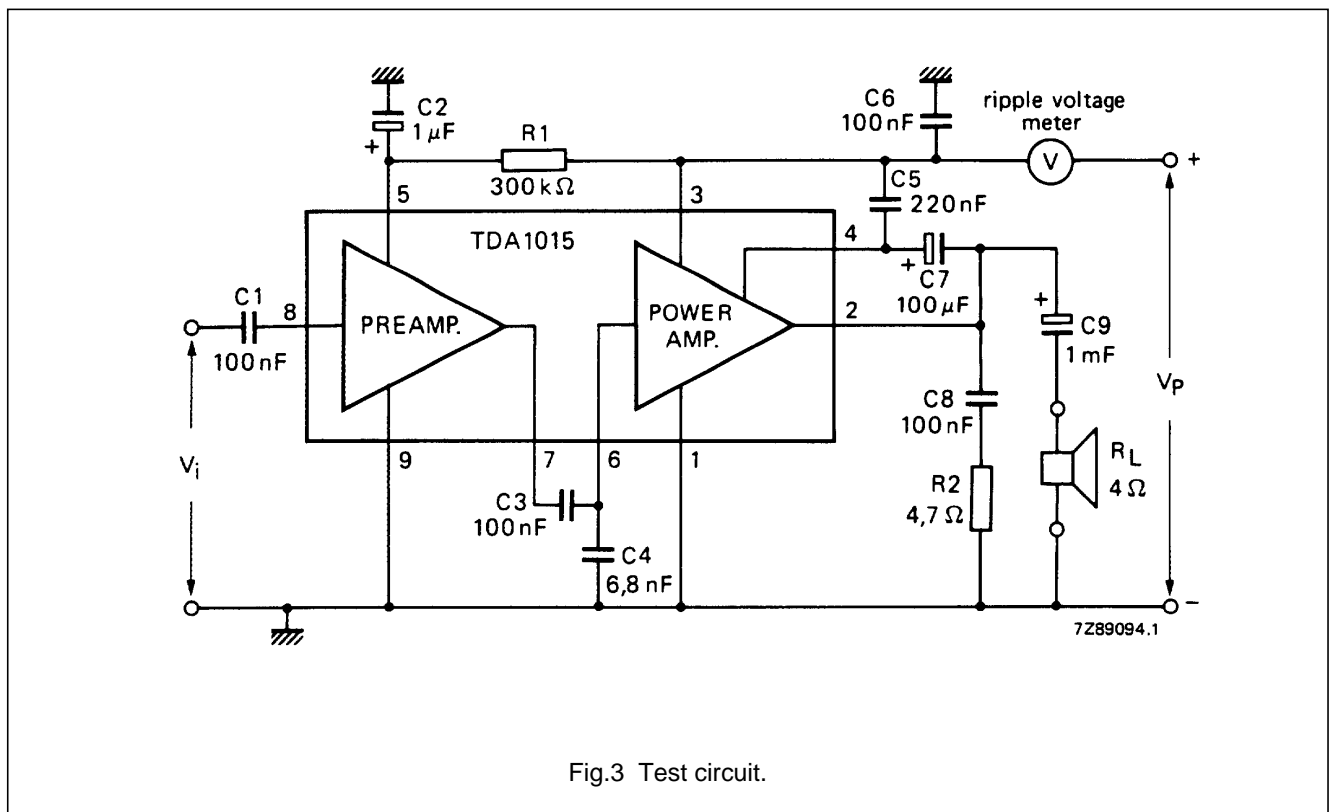 C2
1 μF
+
R1
300 kΩ
C6
100 nF
ripple voltage
meter
V
+
5
3
C5
220 nF
TDA1015
4
+
C7
100 μF
C1
100 nF
8
PREAMP.
POWER
AMP.
2
+
C9
1 mF
C8
100 nF
Vi
VP
9
7
6
1
C3
100 nF
C4
6,8 nF
R2
4,7 Ω
RL
4 Ω
-
7Z89094.1
Fig.3 Test circuit.